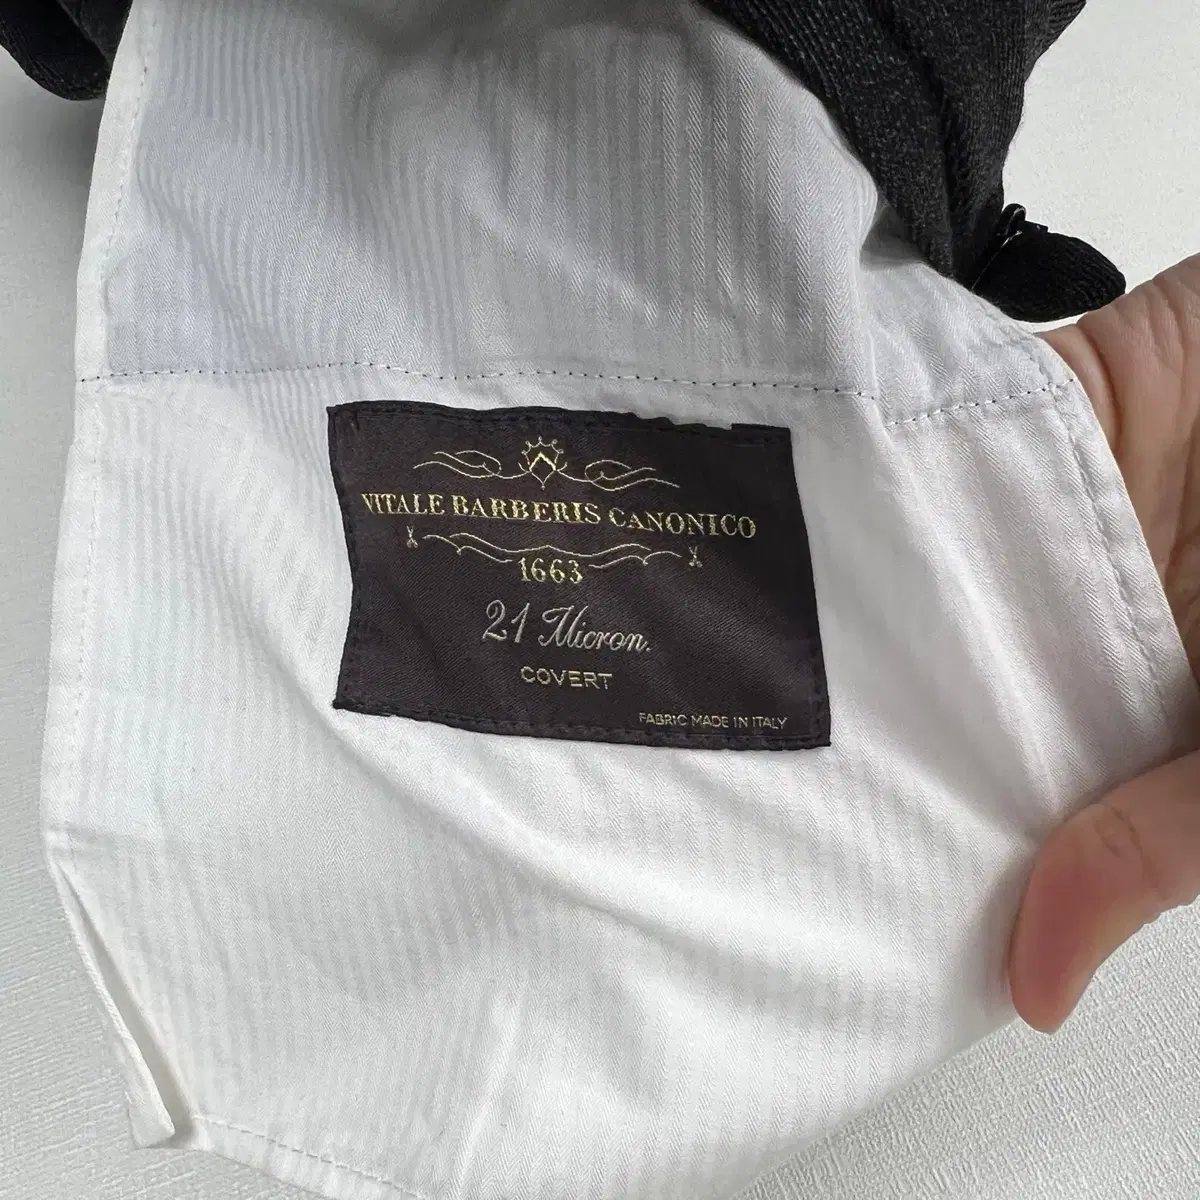 VITALE BARBERIS CANONICO
1663
21 Micron.
COVERT
FABRIC MADE IN ITALY